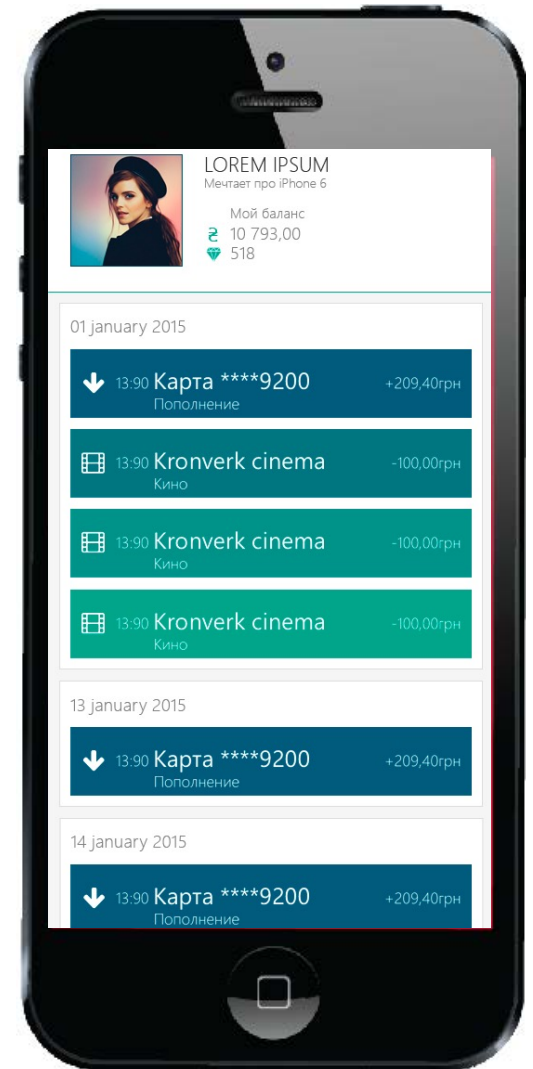 LOREM IPSUM
Мечтает про iPhone 6
Мой баланс
₴ 10 793,00
518
01 january 2015
13:90 Карта ****9200 +209,40грн
Пополнение
13:90 Kronverk cinema -100,00грн
Кино
13:90 Kronverk cinema -100,00грн
Кино
13:90 Kronverk cinema -100,00грн
Кино
13 january 2015
13:90 Карта ****9200 +209,40грн
Пополнение
14 january 2015
13:90 Карта ****9200 +209,40грн
Пополнение